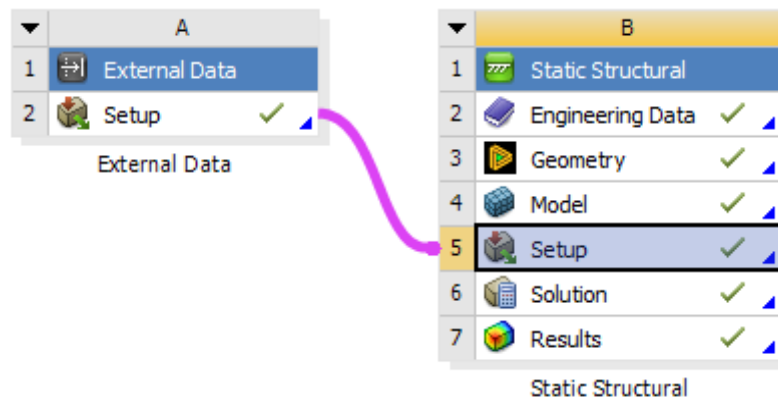 A
1 External Data
2 Setup
External Data
B
1 Static Structural
2 Engineering Data
3 Geometry
4 Model
5 Setup
6 Solution
7 Results
Static Structural